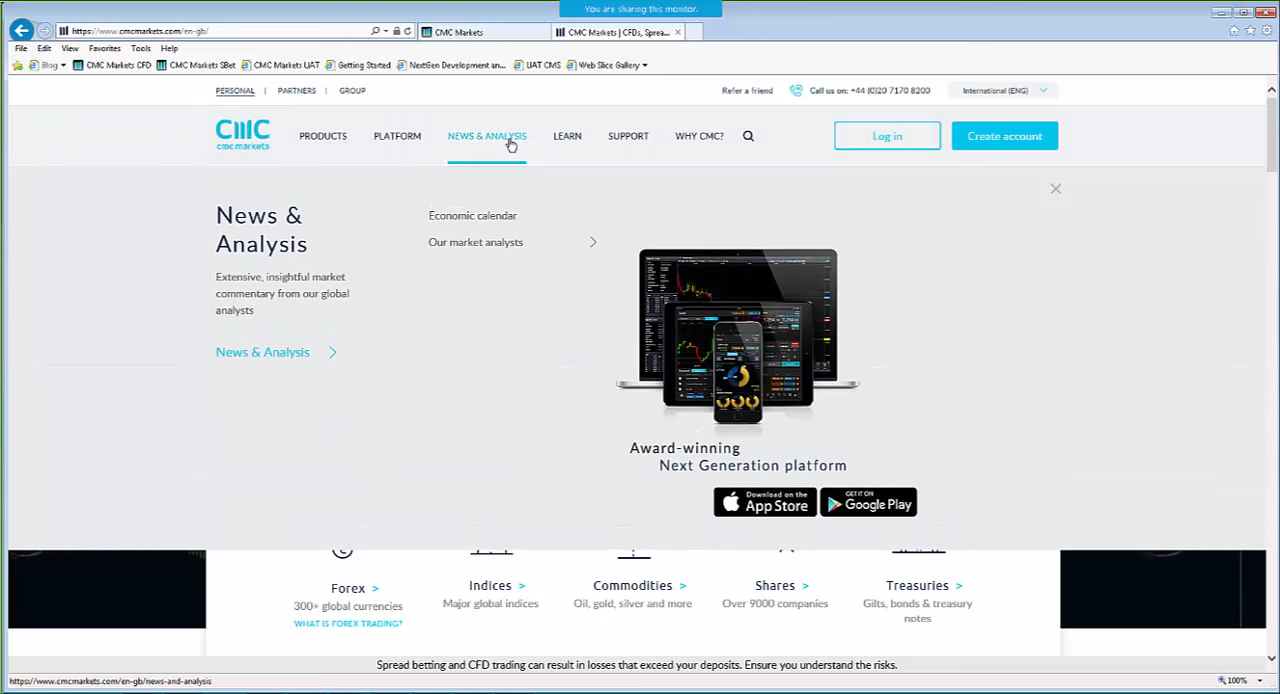 You are sharing this monitor.
https://www.cmcmarkets.com/en-gb/
CMC Markets
CMC Markets | CFDs, Sprea...
File Edit View Favorites Tools Help
Blog CMC Markets CFD CMC Markets SBet CMC Markets UAT Getting Started NextGen Development an... UAT CMS Web Slice Gallery
PERSONAL | PARTNERS | GROUP
Refer a friend Call us on: +44 (0)20 7170 8200 International (ENG)
CMC
cmc markets
PRODUCTS PLATFORM NEWS & ANALYSIS LEARN SUPPORT WHY CMC?
Log in Create account
News &
Analysis
Extensive, insightful market
commentary from our global
analysts
News & Analysis
Economic calendar
Our market analysts
Award-winning
Next Generation platform
Download on the
App Store
GET IT ON
Google Play
Forex >
300+ global currencies
WHAT IS FOREX TRADING?
Indices >
Major global indices
Commodities >
Oil, gold, silver and more
Shares >
Over 9000 companies
Treasuries >
Gilts, bonds & treasury
notes
Spread betting and CFD trading can result in losses that exceed your deposits. Ensure you understand the risks.
https://www.cmcmarkets.com/en-gb/news-and-analysis
100%